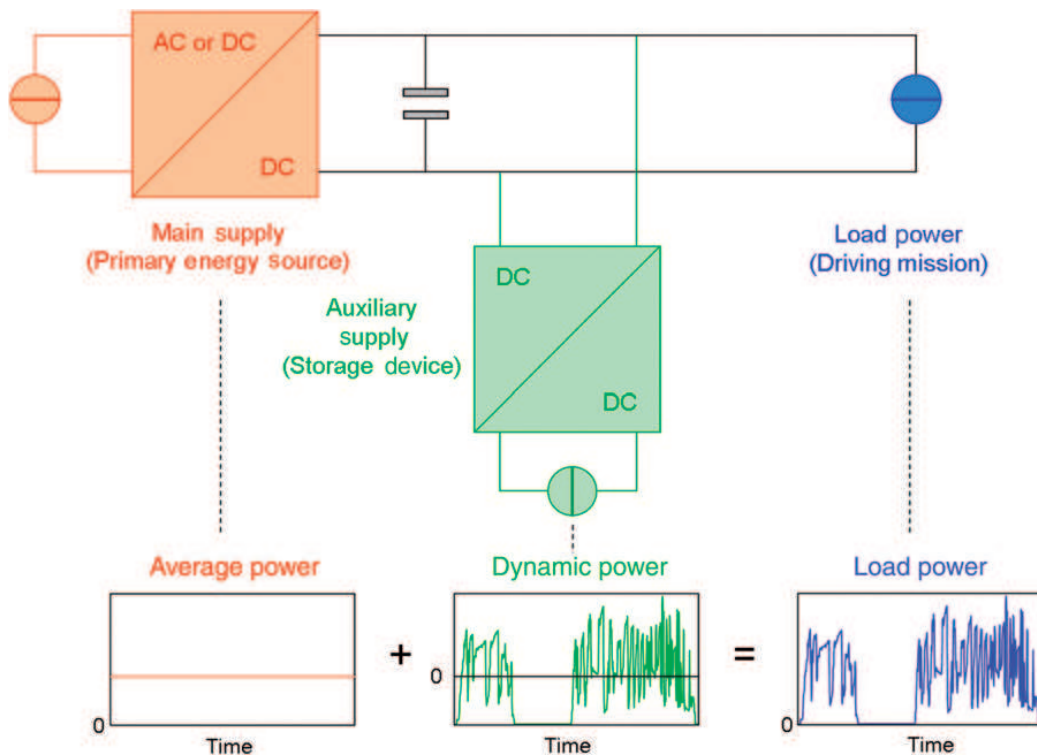 AC or DC
DC
Main supply
(Primary energy source)
DC
DC
Auxiliary
supply
(Storage device)
Load power
(Driving mission)
Average power
Dynamic power
Load power
0
+
0
=
0
Time
Time
Time